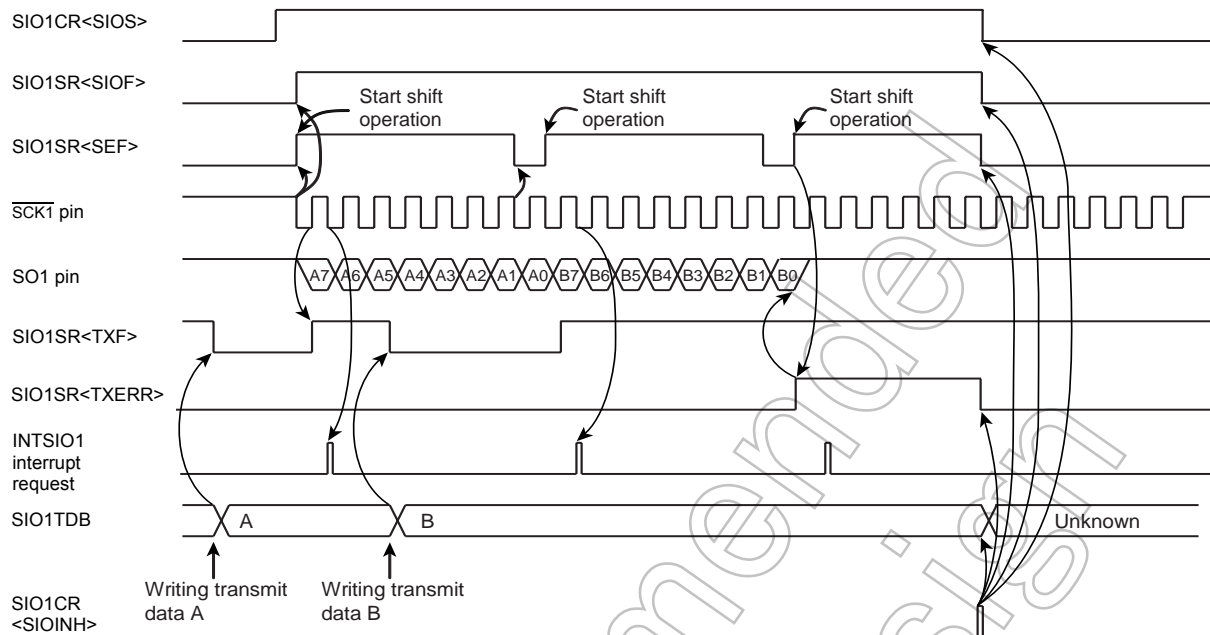 SIO1CR<SIOS>
SIO1SR<SIOF>
Start shift
operation
Start shift
operation
Start shift
operation
SIO1SR<SEF>
SCK1 pin
SO1 pin
A7 A6 A5 A4 A3 A2 A1 A0 B7 B6 B5 B4 B3 B2 B1 B0
SIO1SR<TXF>
SIO1SR<TXERR>
INTSIO1
interrupt
request
SIO1TDB
A
B
Unknown
Writing transmit
data A
Writing transmit
data B
SIO1CR
<SIOINH>
mended
sign